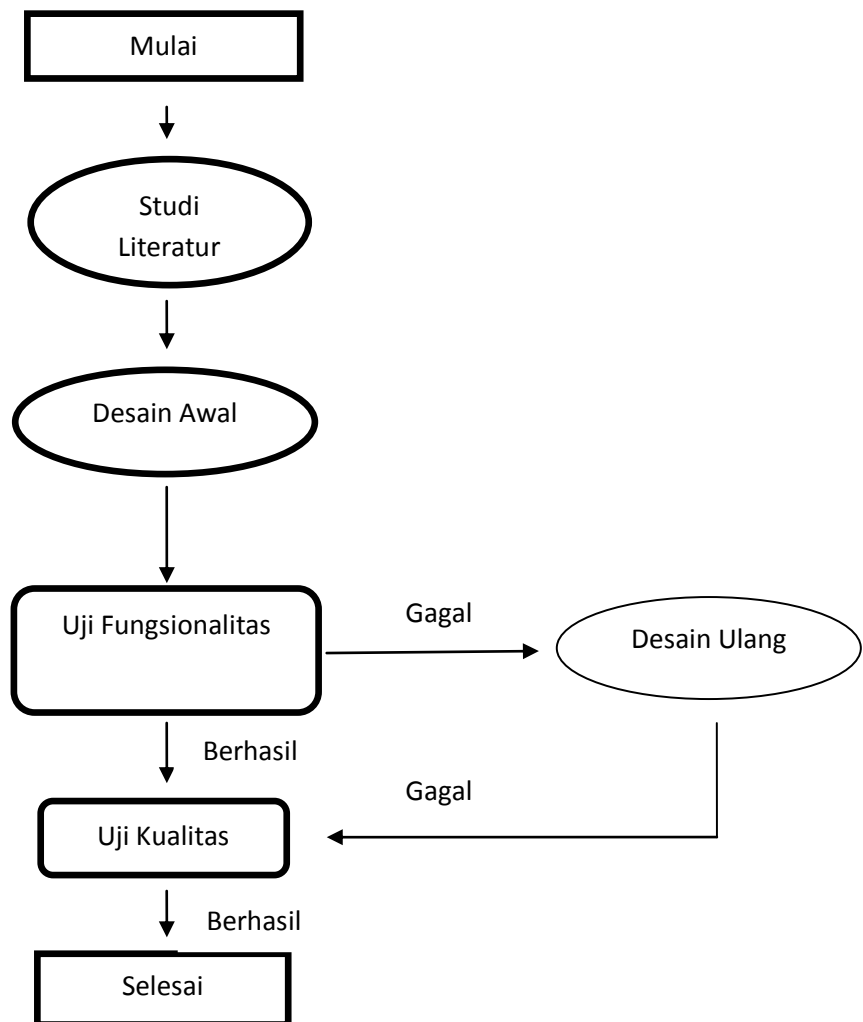 Mulai
Studi
Literatur
Desain Awal
Uji Fungsionalitas
Gagal
Desain Ulang
Berhasil
Gagal
Uji Kualitas
Berhasil
Selesai